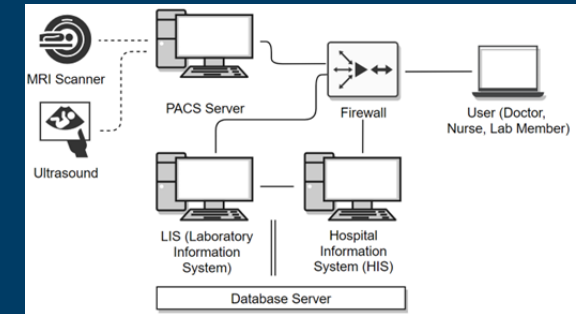 MRI Scanner
PACS Server
Firewall
User (Doctor,
Nurse, Lab Member)
Ultrasound
LIS (Laboratory
Information
System)
Hospital
Information
System (HIS)
Database Server